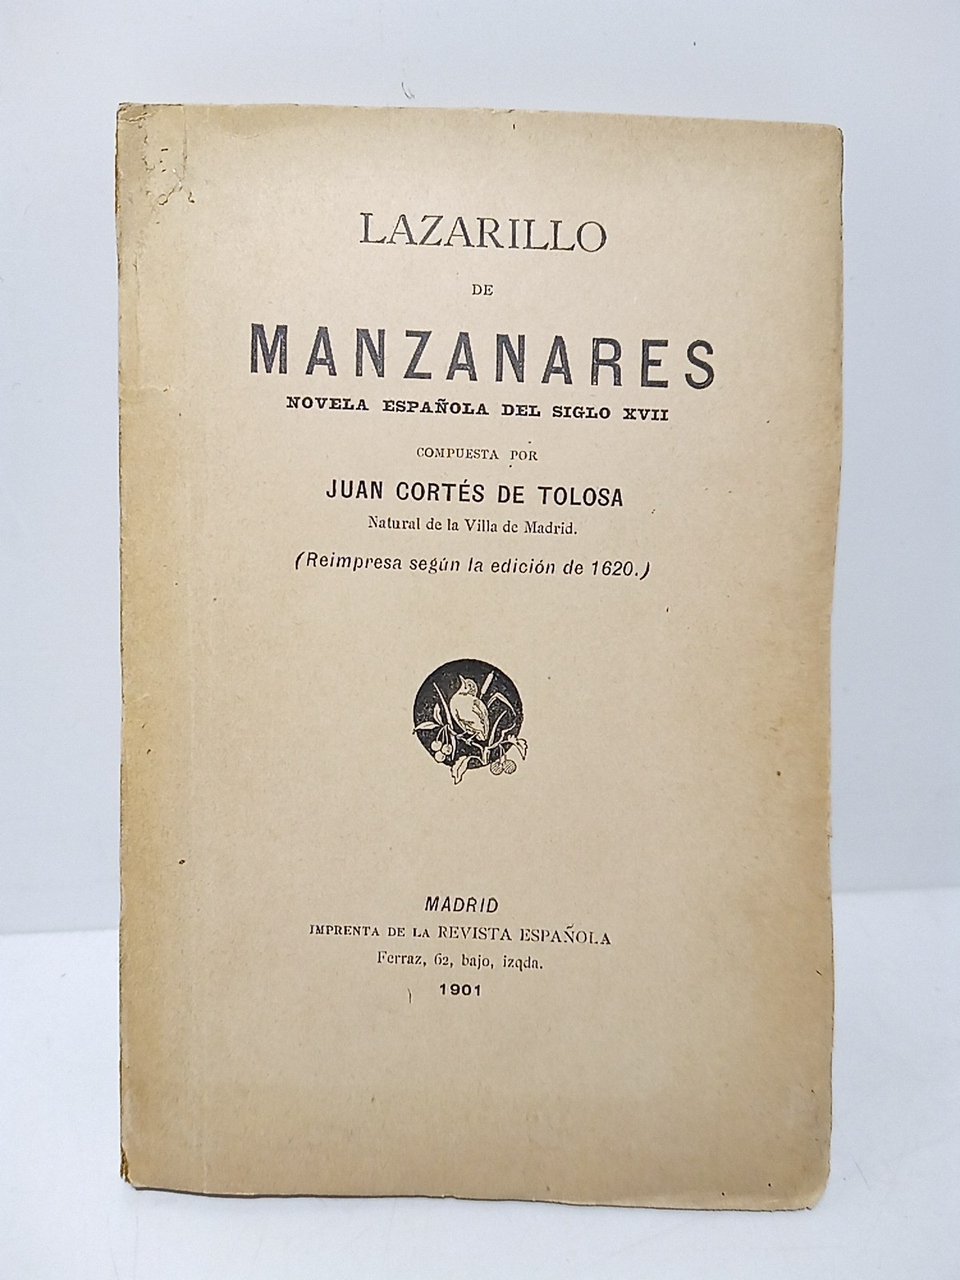 LAZARILLO
DE
MANZANARES
NOVELA ESPAÑOLA DEL SIGLO XVII
COMPUESTA POR
JUAN CORTÉS DE TOLOSA
Natural de la Villa de Madrid.
(Reimpresa según la edición de 1620.)
MADRID
IMPRENTA DE LA REVISTA ESPAÑOLA
Ferraz, 62, bajo, izqda.
1901